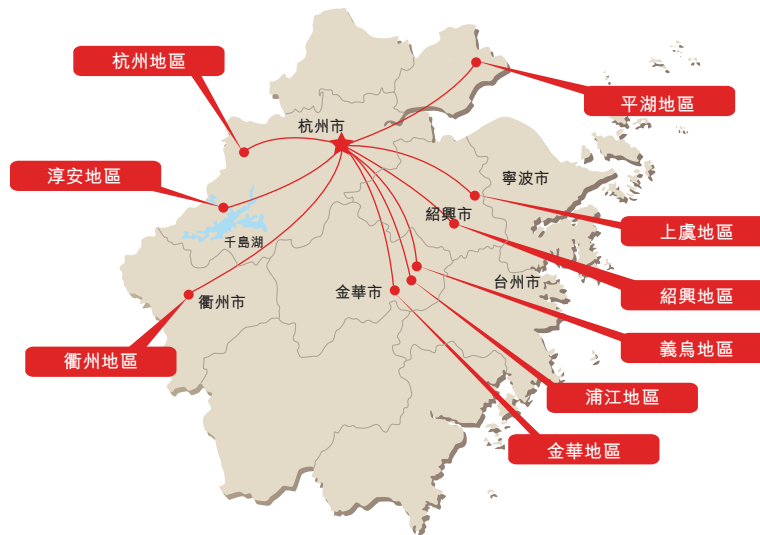 杭州地區
平湖地區
杭州市
淳安地區
寧波市
紹興市
上虞地區
千島湖
台州市
紹興地區
金華市
衢州市
義烏地區
衢州地區
浦江地區
金華地區